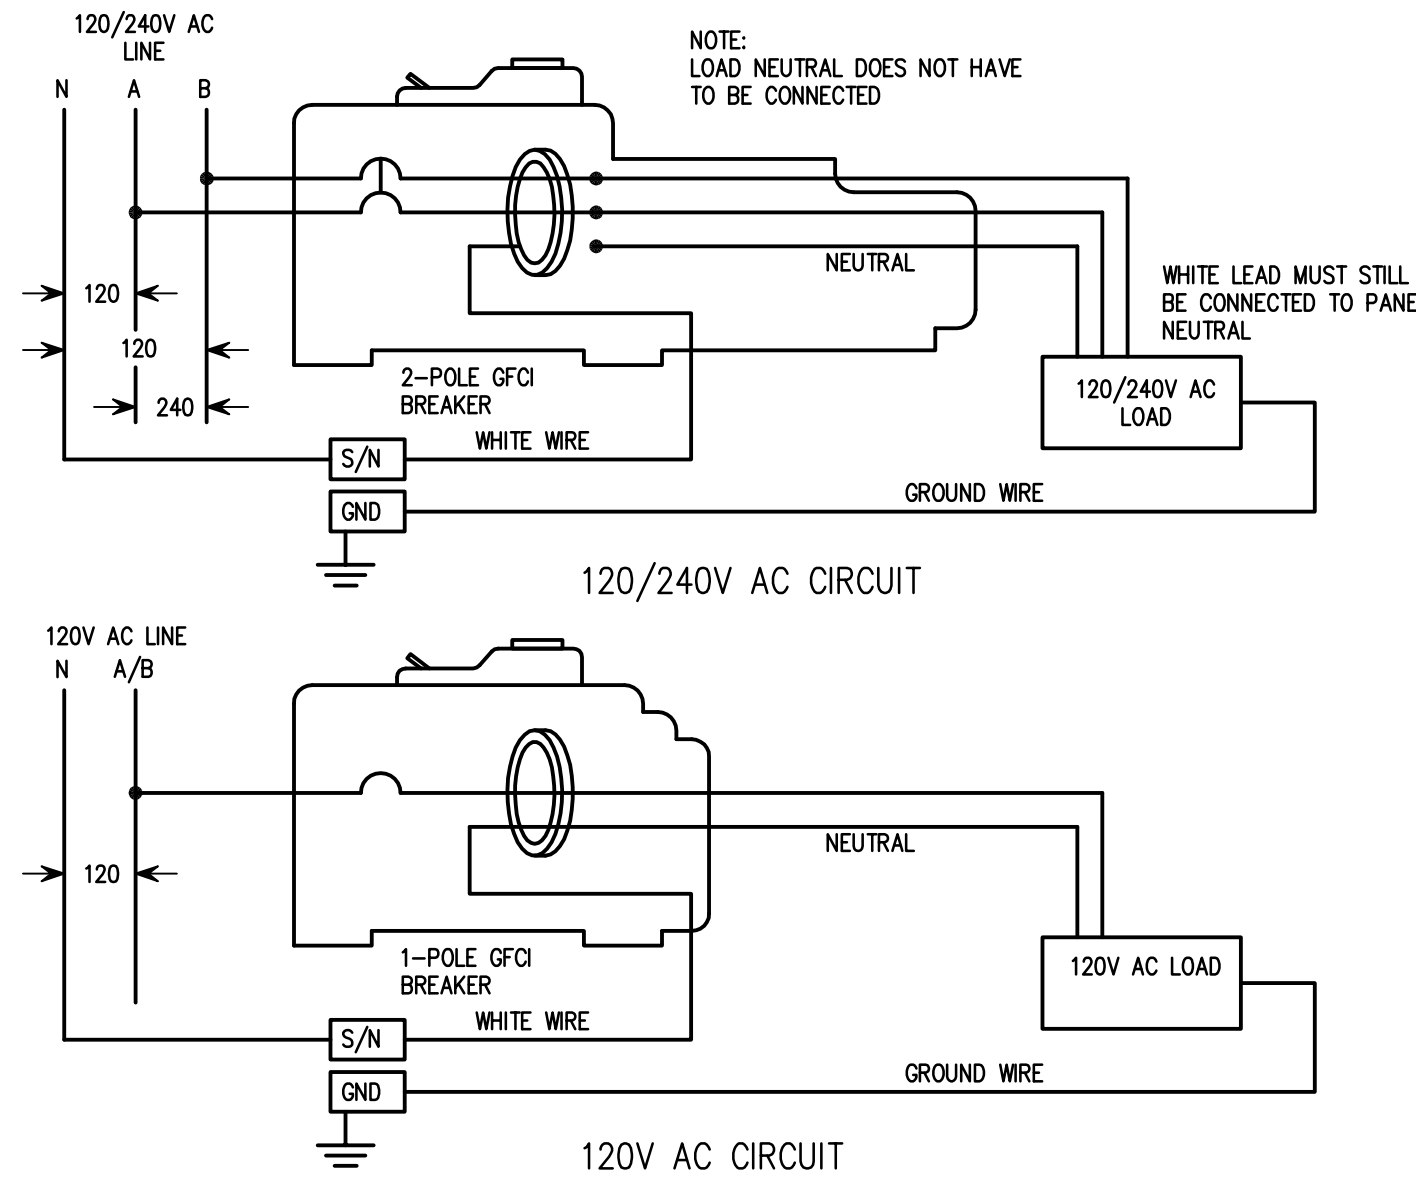 120/240V AC
LINE
N A B
NOTE:
LOAD NEUTRAL DOES NOT HAVE
TO BE CONNECTED
NEUTRAL
WHITE LEAD MUST STILL
BE CONNECTED TO PANE
NEUTRAL
120
120
240
2-POLE GFCI
BREAKER
120/240V AC
LOAD
WHITE WIRE
S/N
GROUND WIRE
GND
120/240V AC CIRCUIT
120V AC LINE
N A/B
NEUTRAL
120
1-POLE GFCI
BREAKER
120V AC LOAD
WHITE WIRE
S/N
GROUND WIRE
GND
120V AC CIRCUIT